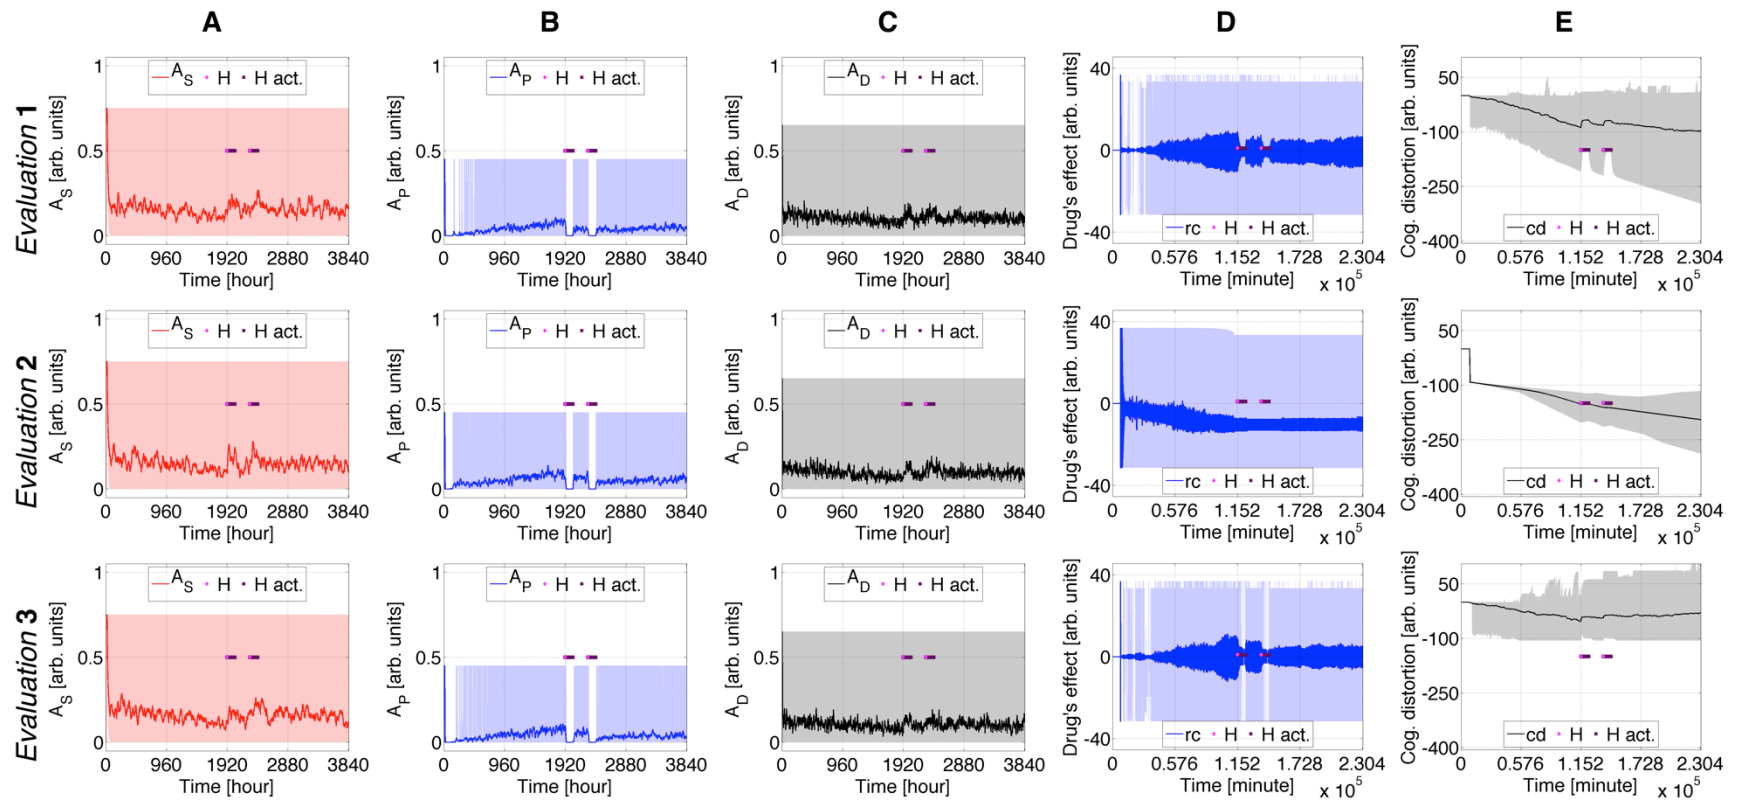 A B C D E
Evaluation 1
A_S [arb. units]
1
0.5
0
A_S H H act.
0 960 1920 2880 3840
Time [hour]
A_P [arb. units]
1
0.5
0
A_P H H act.
0 960 1920 2880 3840
Time [hour]
A_D [arb. units]
1
0.5
0
A_D H H act.
0 960 1920 2880 3840
Time [hour]
Drug's effect [arb. units]
40
0
-40
rc H H act.
0 0.576 1.152 1.728 2.304
Time [minute] x 10^5
Cog. distortion [arb. units]
50
-100
-250
-400
cd H H act.
0 0.576 1.152 1.728 2.304
Time [minute] x 10^5
Evaluation 2
A_S [arb. units]
1
0.5
0
A_S H H act.
0 960 1920 2880 3840
Time [hour]
A_P [arb. units]
1
0.5
0
A_P H H act.
0 960 1920 2880 3840
Time [hour]
A_D [arb. units]
1
0.5
0
A_D H H act.
0 960 1920 2880 3840
Time [hour]
Drug's effect [arb. units]
40
0
-40
rc H H act.
0 0.576 1.152 1.728 2.304
Time [minute] x 10^5
Cog. distortion [arb. units]
50
-100
-250
-400
cd H H act.
0 0.576 1.152 1.728 2.304
Time [minute] x 10^5
Evaluation 3
A_S [arb. units]
1
0.5
0
A_S H H act.
0 960 1920 2880 3840
Time [hour]
A_P [arb. units]
1
0.5
0
A_P H H act.
0 960 1920 2880 3840
Time [hour]
A_D [arb. units]
1
0.5
0
A_D H H act.
0 960 1920 2880 3840
Time [hour]
Drug's effect [arb. units]
40
0
-40
rc H H act.
0 0.576 1.152 1.728 2.304
Time [minute] x 10^5
Cog. distortion [arb. units]
50
-100
-250
-400
cd H H act.
0 0.576 1.152 1.728 2.304
Time [minute] x 10^5